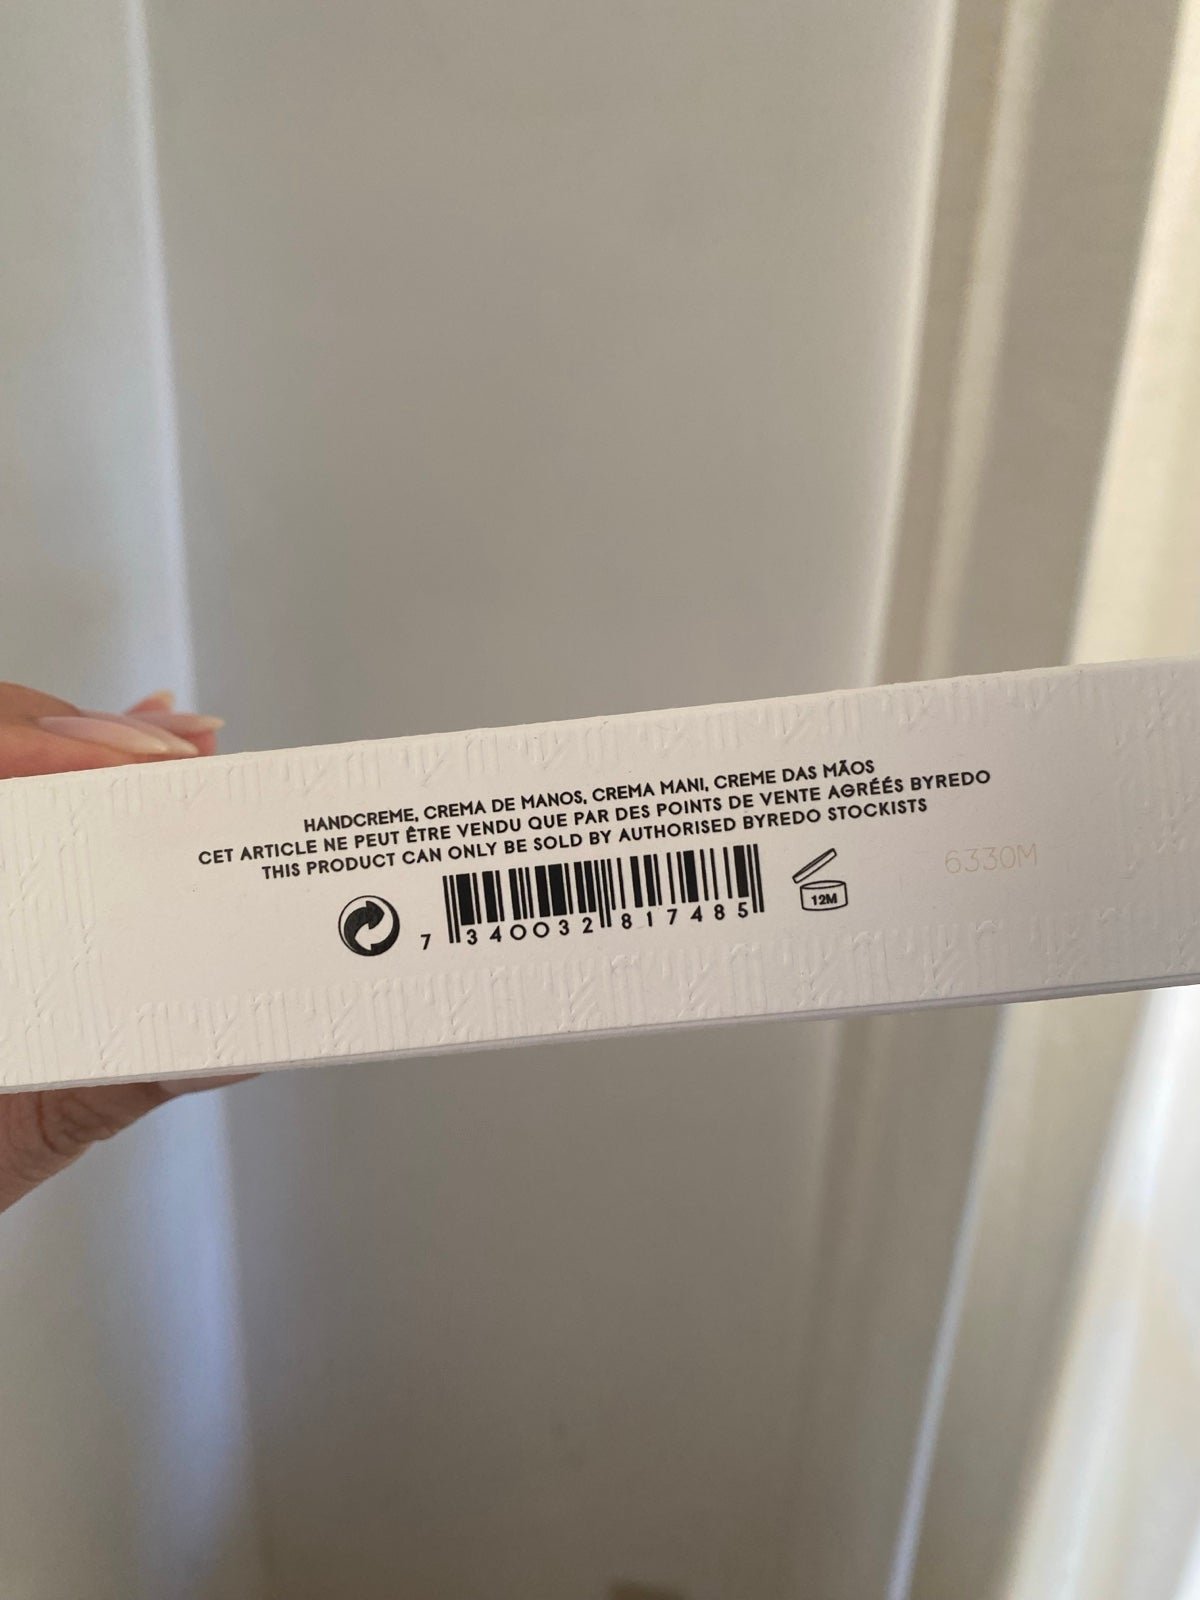 HANDCREME, CREMA DE MANOS, CREMA MANI, CREME DAS MÃOS
CET ARTICLE NE PEUT ÊTRE VENDU QUE PAR DES POINTS DE VENTE AGRÉÉS BYREDO
THIS PRODUCT CAN ONLY BE SOLD BY AUTHORISED BYREDO STOCKISTS
7 340032 817485
12M
6330M